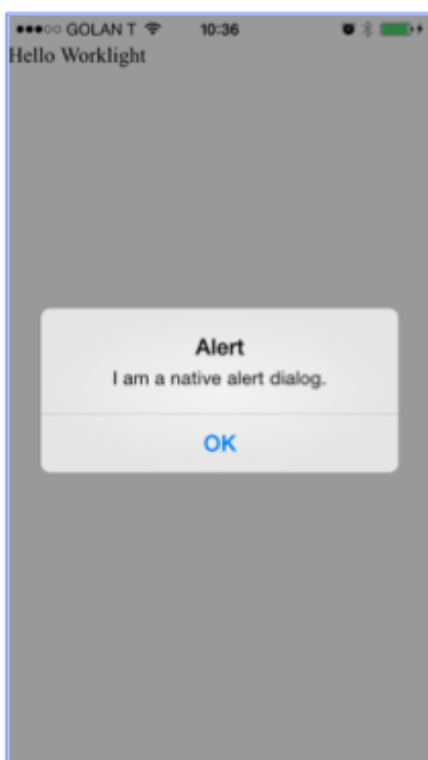 GOLAN T 10:36
Hello Worklight
Alert
I am a native alert dialog.
OK